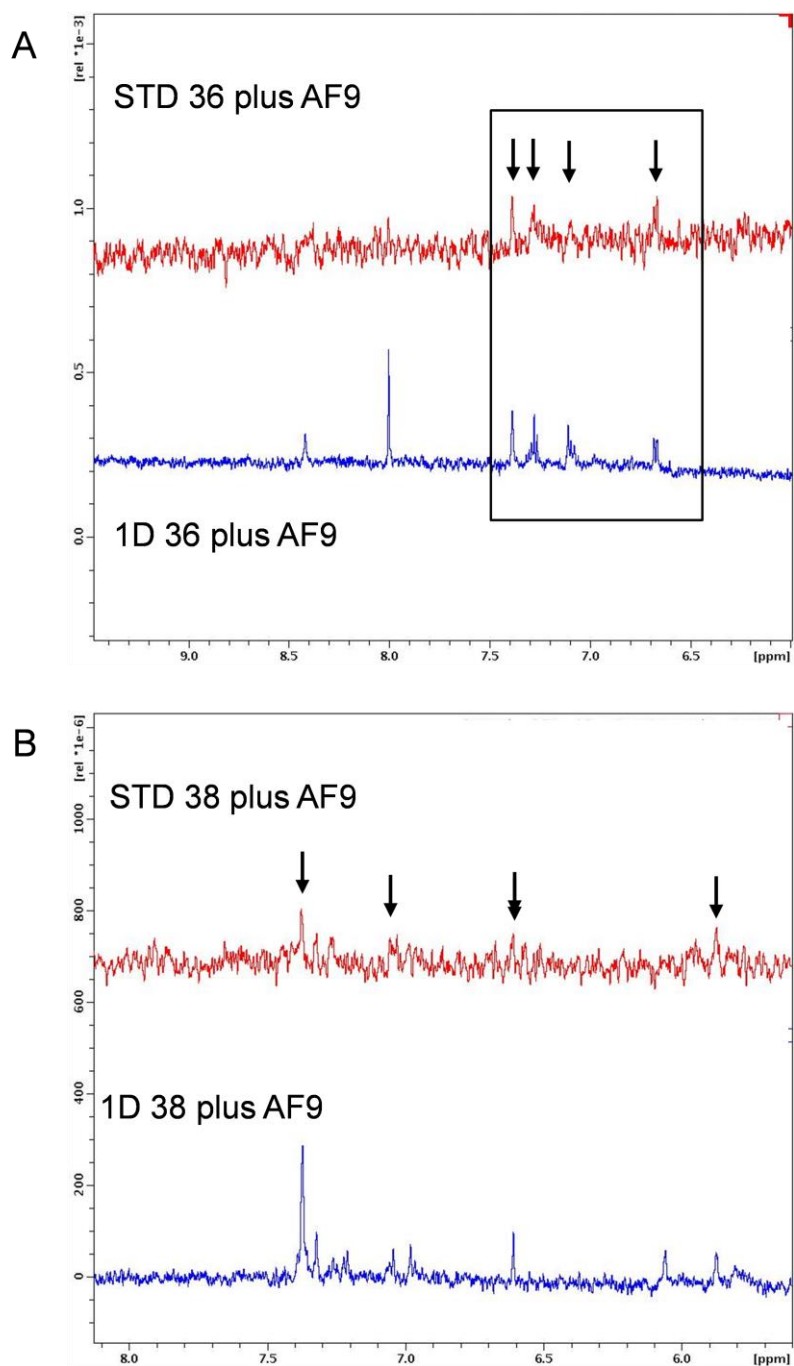 A
[rel *1e-3]
STD 36 plus AF9
1.0
0.5
1D 36 plus AF9
0.0
9.0 8.5 8.0 7.5 7.0 6.5 [ppm]
B
[rel *1e-6]
STD 38 plus AF9
1000
800
600
1D 38 plus AF9
400
200
0
8.0 7.5 7.0 6.5 6.0 [ppm]